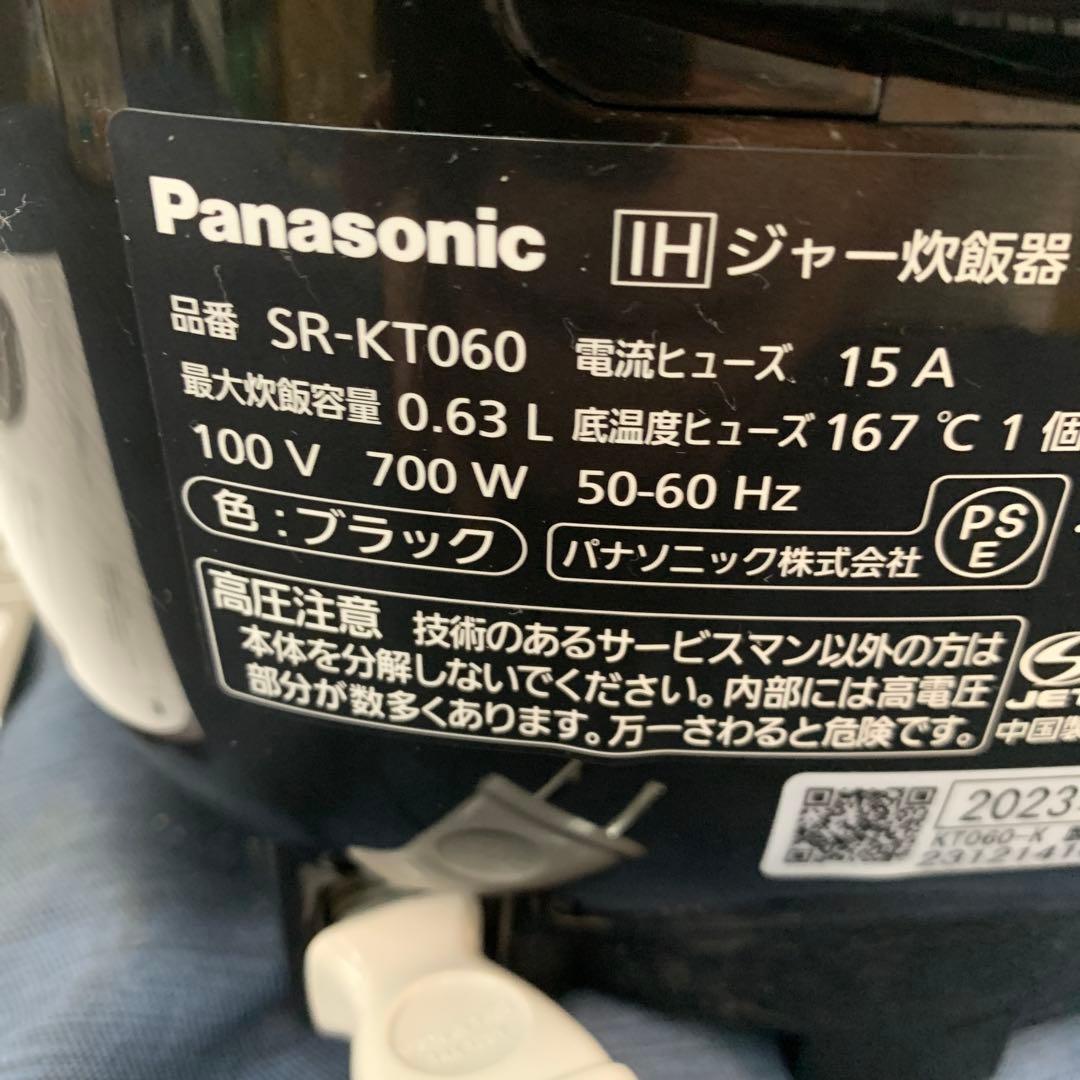 Panasonic IHジャー炊飯器
品番 SR-KT060 電流ヒューズ 15 A
最大炊飯容量 0.63 L 底温度ヒューズ 167 ℃ 1 個
100 V 700 W 50-60 Hz
色:ブラック パナソニック株式会社 PSE
高圧注意 技術のあるサービスマン以外の方は
本体を分解しないでください。内部には高電圧
部分が数多くあります。万一さわると危険です。
JET
中国製
2023
KT060-K
2312141